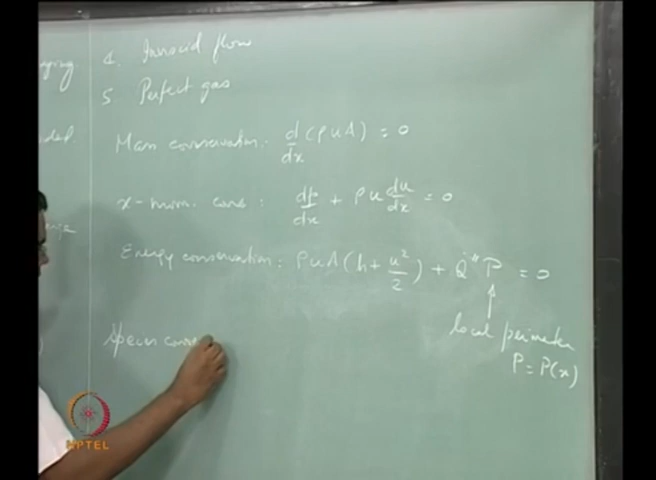 4. Inviscid flow
5. Perfect gas
Mass conservation: d/dx (ρuA) = 0
x-mom. cons: dp/dx + ρu du/dx = 0
Energy conservation: ρuA(h + u²/2) + Q̇" P = 0
local perimeter
P = P(x)
Species cons
NPTEL